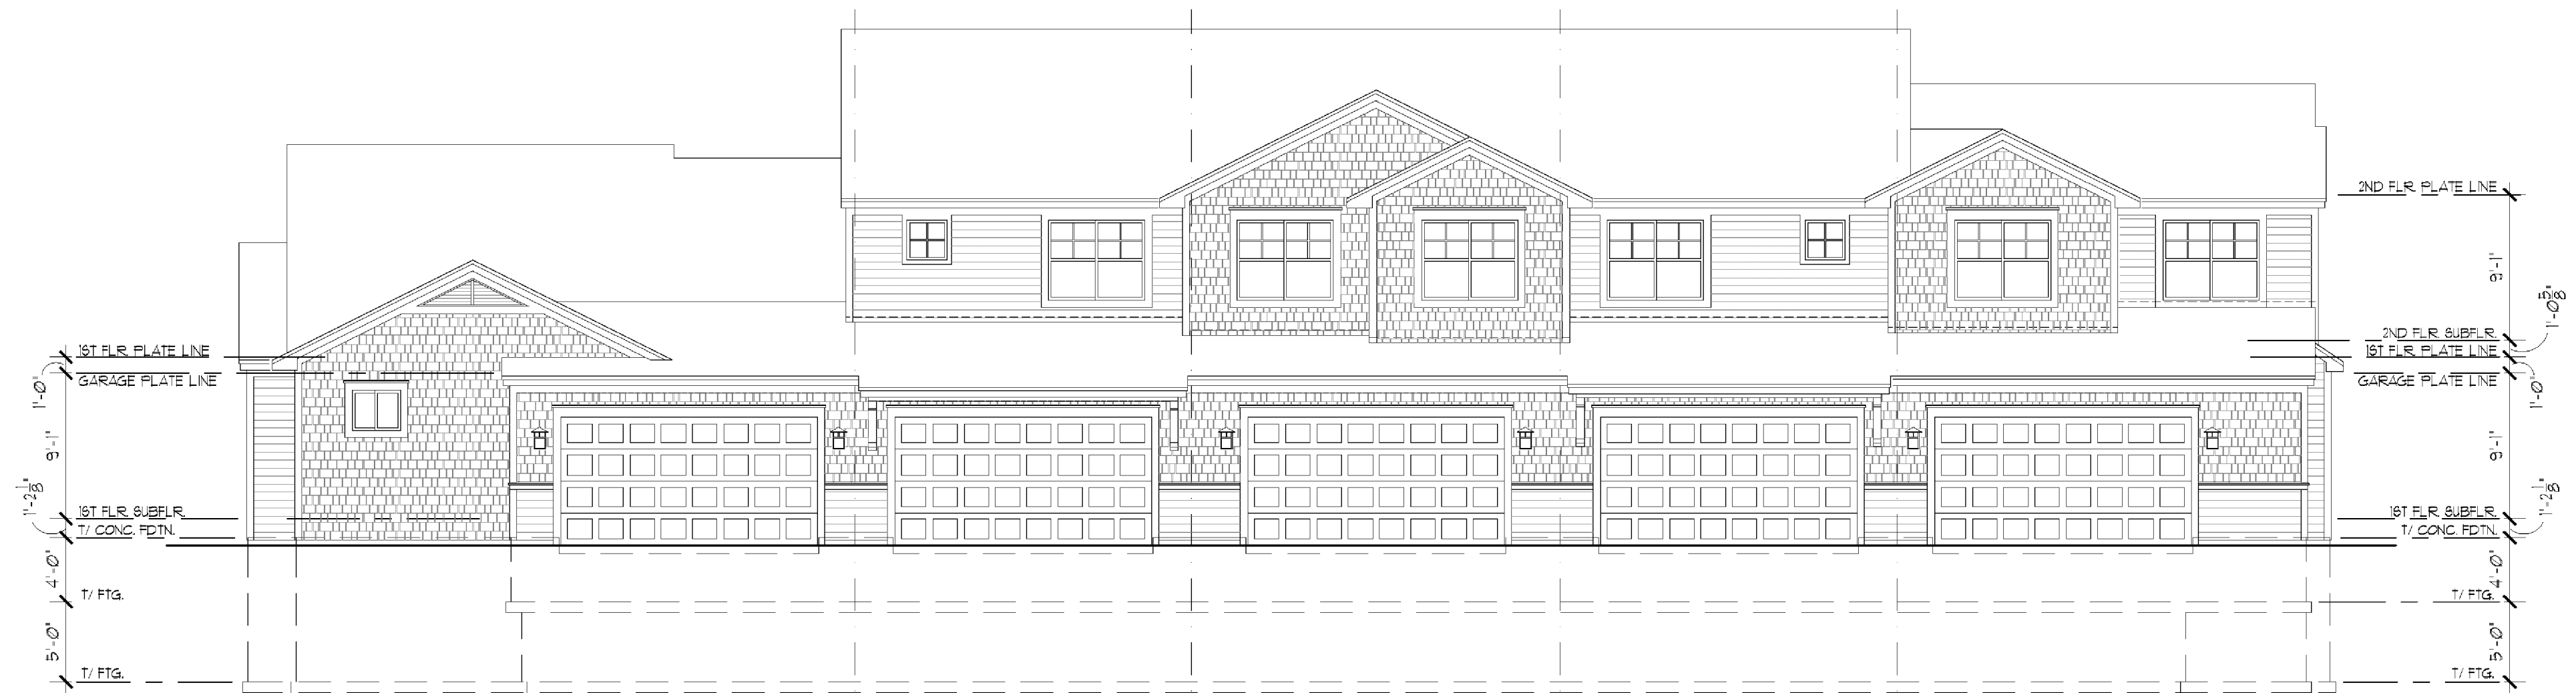 2ND FLR. PLATE LINE
9'-1"
1'-0 5/8"
2ND FLR. SUBFLR.
1ST FLR. PLATE LINE
1ST FLR. PLATE LINE
GARAGE PLATE LINE
GARAGE PLATE LINE
1'-0"
1'-0"
9'-1"
9'-1"
1'-2 1/8"
1'-2 1/8"
1ST FLR. SUBFLR.
1ST FLR. SUBFLR.
T/ CONC. FDTN.
T/ CONC. FDTN.
4'-0"
4'-0"
T/ FTG.
T/ FTG.
5'-0"
5'-0"
T/ FTG.
T/ FTG.